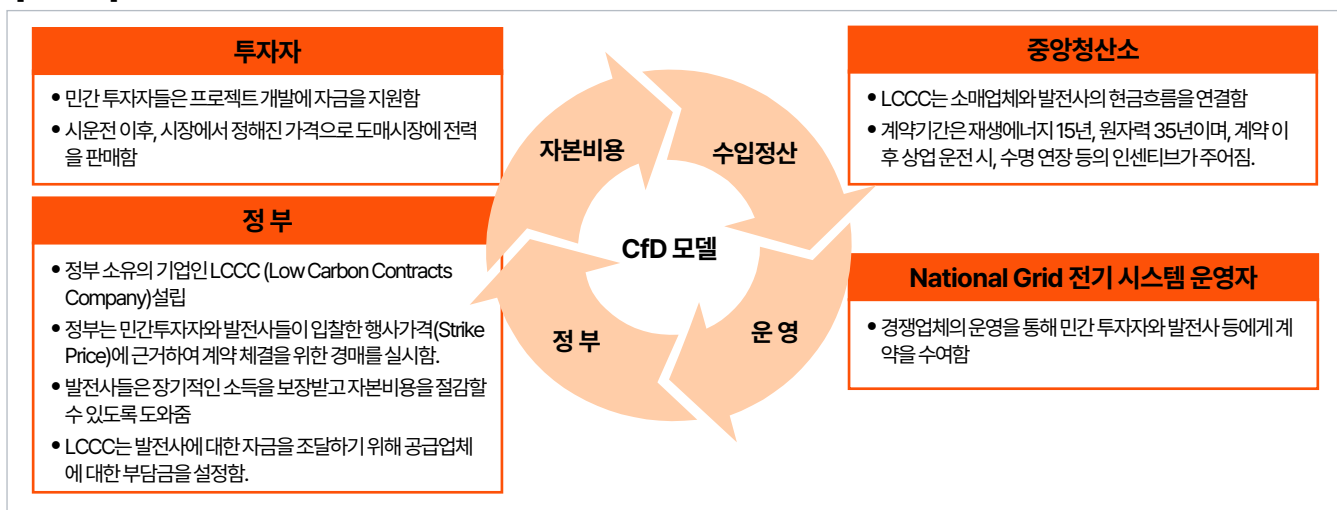 투자자
• 민간 투자자들은 프로젝트 개발에 자금을 지원함
• 시운전 이후, 시장에서 정해진 가격으로 도매시장에 전력
을 판매함
정 부
• 정부 소유의 기업인 LCCC (Low Carbon Contracts
Company)설립
• 정부는 민간투자자와 발전사들이 입찰한 행사가격(Strike
Price)에 근거하여 계약 체결을 위한 경매를 실시함.
• 발전사들은 장기적인 소득을 보장받고 자본비용을 절감할
수 있도록 도와줌
• LCCC는 발전사에 대한 자금을 조달하기 위해 공급업체
에 대한 부담금을 설정함.
자본비용
수입정산
CfD 모델
정 부
운 영
중앙청산소
• LCCC는 소매업체와 발전사의 현금흐름을 연결함
• 계약기간은 재생에너지 15년, 원자력 35년이며, 계약 이
후 상업 운전 시, 수명 연장 등의 인센티브가 주어짐.
National Grid 전기 시스템 운영자
• 경쟁업체의 운영을 통해 민간 투자자와 발전사 등에게 계
약을 수여함